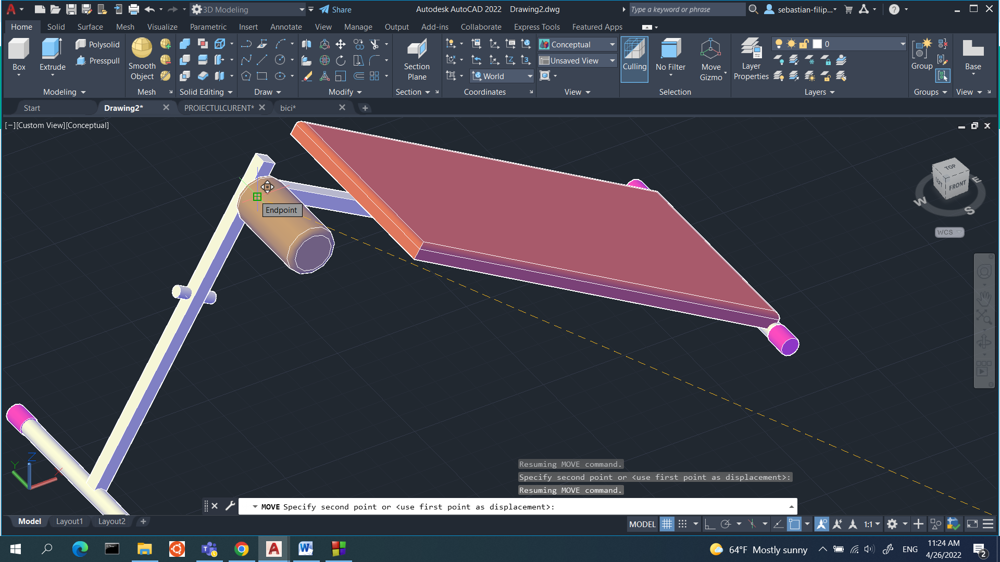 3D Modeling
Share
Autodesk AutoCAD 2022 Drawing2.dwg
Type a keyword or phrase
sebastian-filip...
Home Solid Surface Mesh Visualize Parametric Insert Annotate View Manage Output Add-ins Collaborate Express Tools Featured Apps
Box
Extrude
Polysolid
Presspull
Smooth
Object
Section
Plane
World
Conceptual
Unsaved View
Culling
No Filter
Move
Gizmo
Layer
Properties
0
Group
Base
Modeling
Mesh
Solid Editing
Draw
Modify
Section
Coordinates
View
Selection
Layers
Groups
View
Start
Drawing2*
PROIECTULCURENT*
bici*
[−][Custom View][Conceptual]
TOP
LEFT
FRONT
E
W
S
WCS
Endpoint
Z
Y
X
Resuming MOVE command.
Specify second point or <use first point as displacement>:
Resuming MOVE command.
MOVE Specify second point or <use first point as displacement>:
Model
Layout1
Layout2
MODEL
1:1
64°F Mostly sunny
ENG
11:24 AM
4/26/2022
2